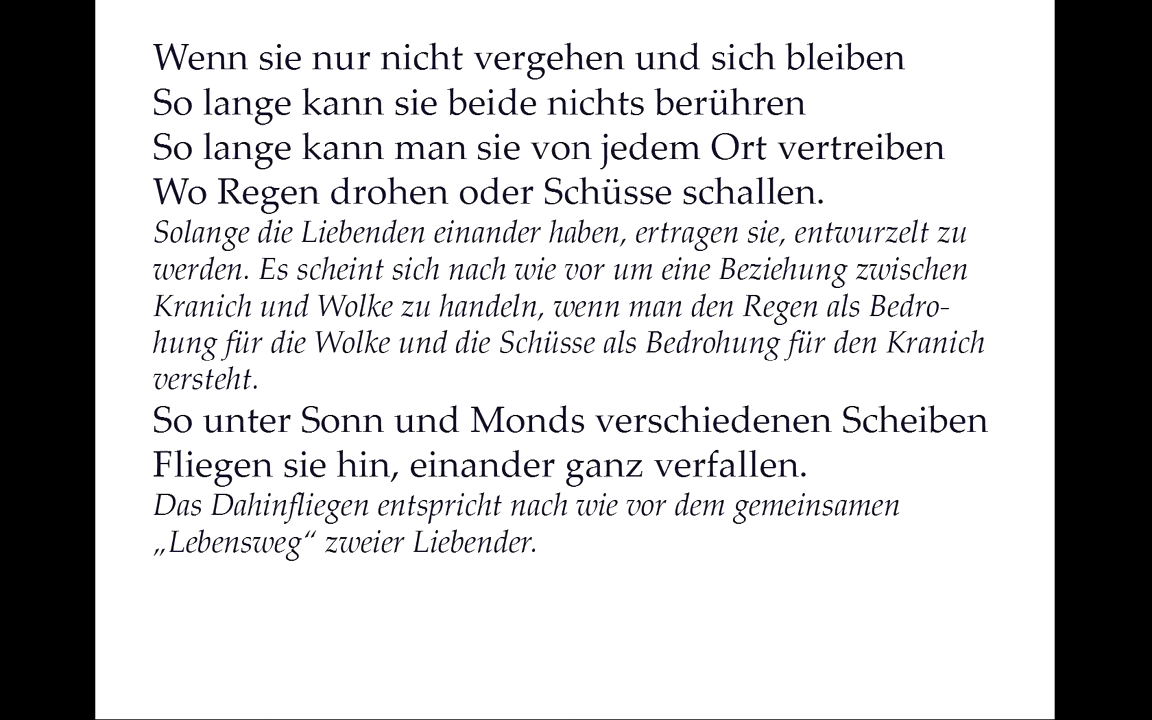 Wenn sie nur nicht vergehen und sich bleiben
So lange kann sie beide nichts berühren
So lange kann man sie von jedem Ort vertreiben
Wo Regen drohen oder Schüsse schallen.
Solange die Liebenden einander haben, ertragen sie, entwurzelt zu
werden. Es scheint sich nach wie vor um eine Beziehung zwischen
Kranich und Wolke zu handeln, wenn man den Regen als Bedro-
hung für die Wolke und die Schüsse als Bedrohung für den Kranich
versteht.
So unter Sonn und Monds verschiedenen Scheiben
Fliegen sie hin, einander ganz verfallen.
Das Dahinfliegen entspricht nach wie vor dem gemeinsamen
„Lebensweg“ zweier Liebender.